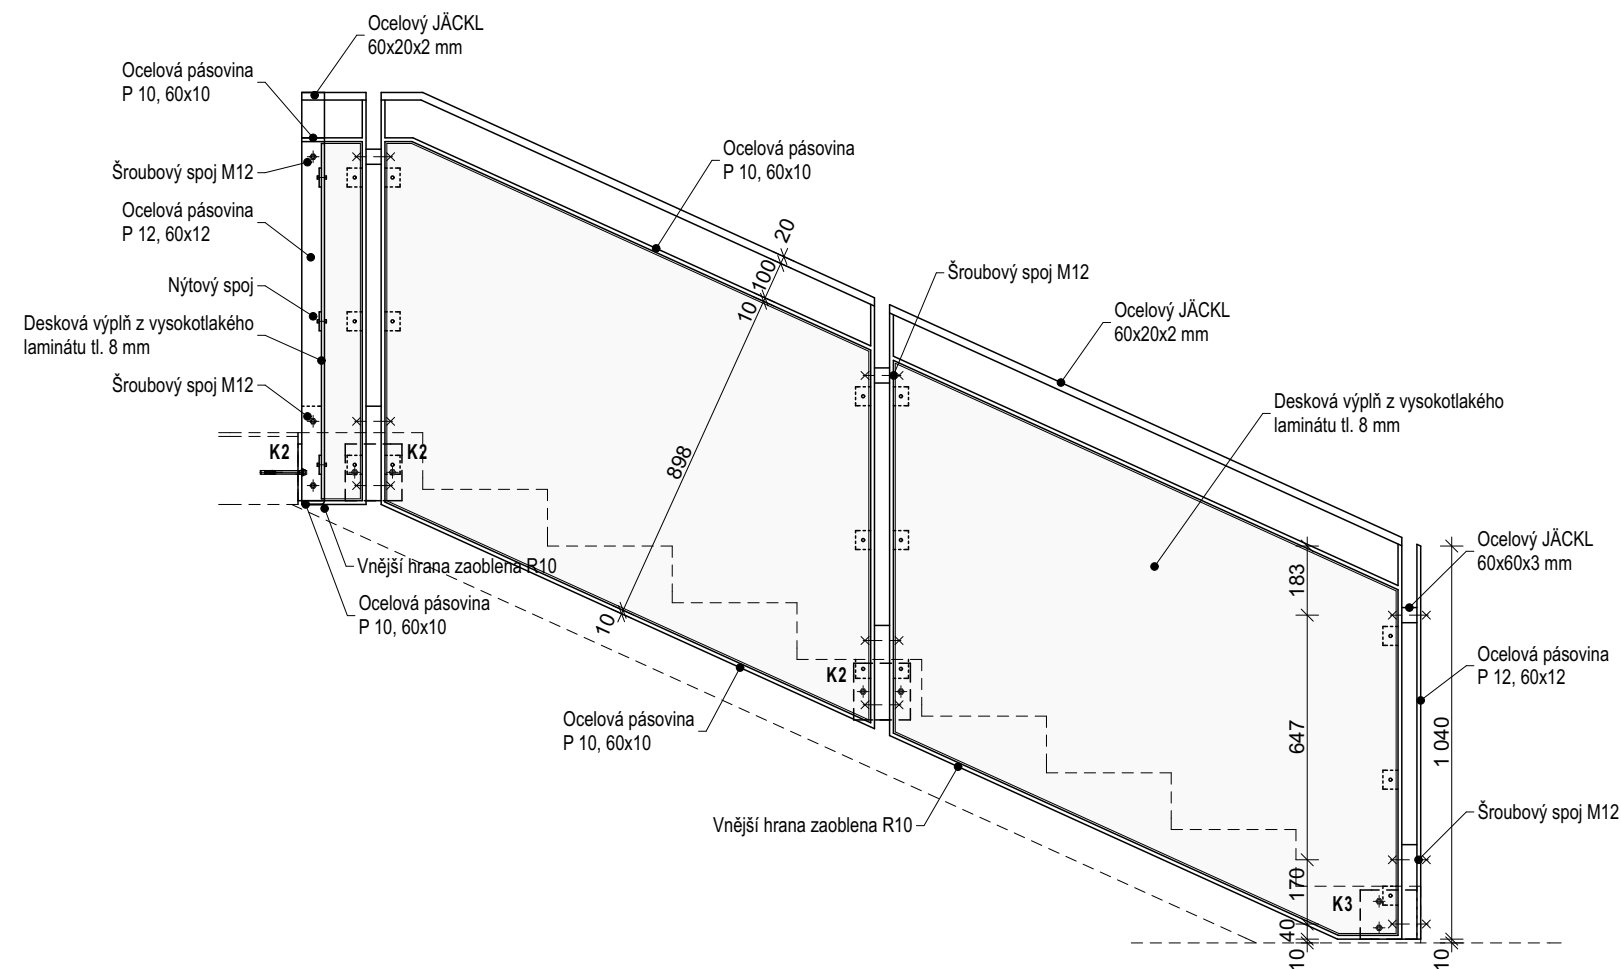 Ocelový JÄCKL
60x20x2 mm
Ocelová pásovina
P 10, 60x10
Šroubový spoj M12
Ocelová pásovina
P 12, 60x12
Nýtový spoj
Desková výplň z vysokotlakého
laminátu tl. 8 mm
Šroubový spoj M12
K2
K2
Vnější hrana zaoblena R10
Ocelová pásovina
P 10, 60x10
Ocelová pásovina
P 10, 60x10
20
100
10
898
10
Ocelová pásovina
P 10, 60x10
Šroubový spoj M12
Ocelový JÄCKL
60x20x2 mm
Desková výplň z vysokotlakého
laminátu tl. 8 mm
K2
Vnější hrana zaoblena R10
Ocelový JÄCKL
60x60x3 mm
Ocelová pásovina
P 12, 60x12
Šroubový spoj M12
K3
183
647
170
40
10
1 040
10